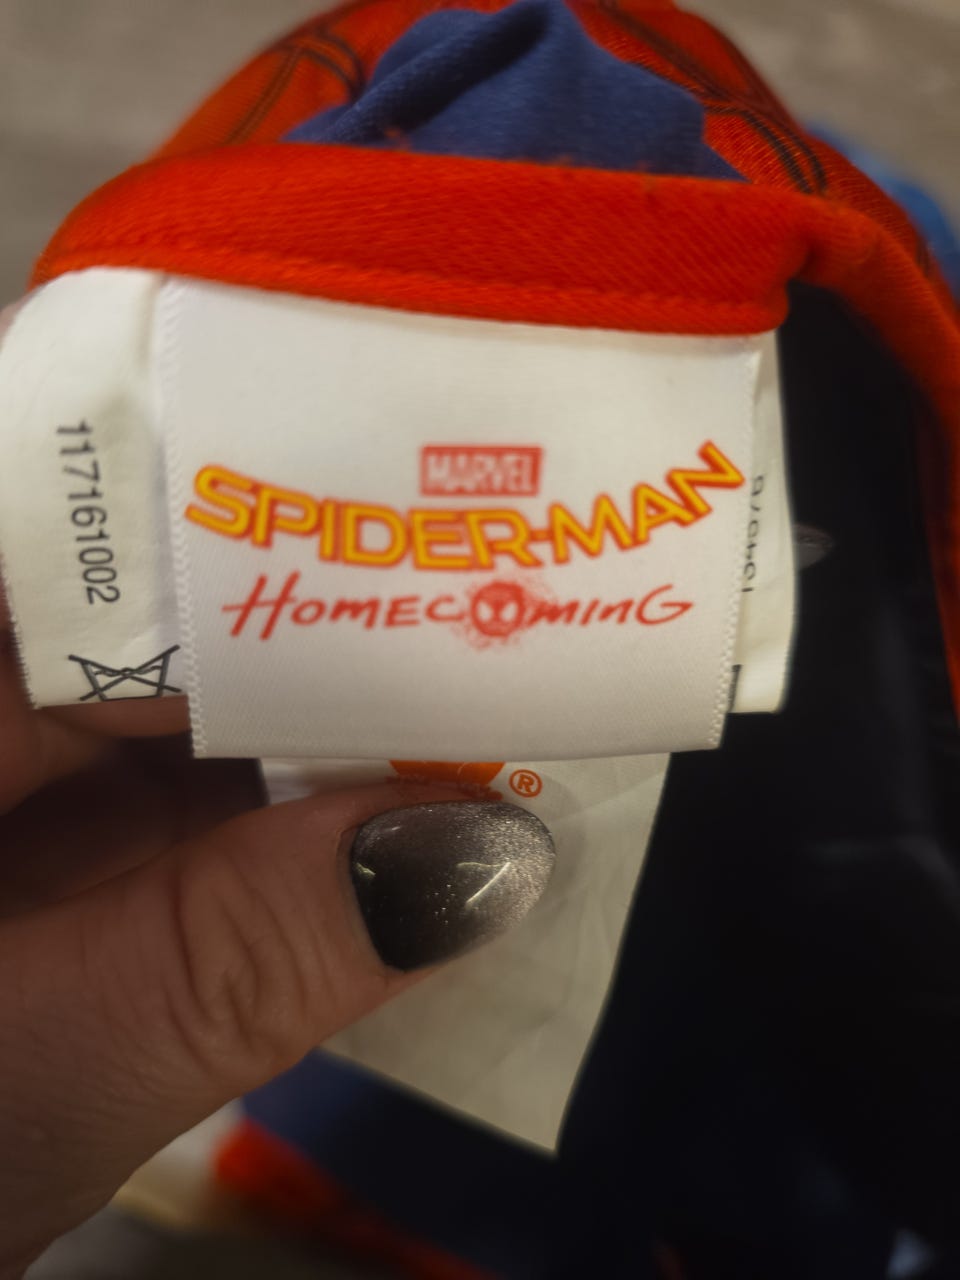 MARVEL
SPIDER-MAN
HOMECOMING
117161002
®